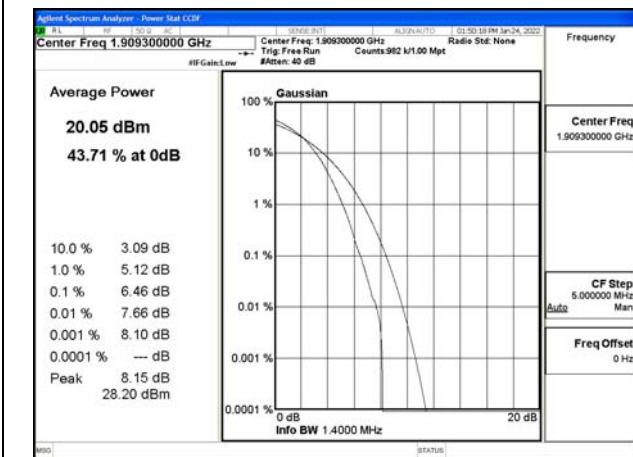 Agilent Spectrum Analyzer - Power Stat CCDF
RL RF 50 Ω AC SENSE:INT ALIGN AUTO 01:50:18 PM Jan 24, 2022
Center Freq 1.909300000 GHz
Center Freq: 1.909300000 GHz Radio Std: None
Trig: Free Run Counts:982 k/1.00 Mpt
#IFGain:Low #Atten: 40 dB
Frequency
Average Power
20.05 dBm
43.71 % at 0dB
10.0 % 3.09 dB
1.0 % 5.12 dB
0.1 % 6.46 dB
0.01 % 7.66 dB
0.001 % 8.10 dB
0.0001 % --- dB
Peak 8.15 dB
28.20 dBm
Gaussian
100 %
10 %
1 %
0.1 %
0.01 %
0.001 %
0.0001 %
0 dB 20 dB
Info BW 1.4000 MHz
Center Freq
1.909300000 GHz
CF Step
5.000000 MHz
Auto Man
Freq Offset
0 Hz
MSG STATUS